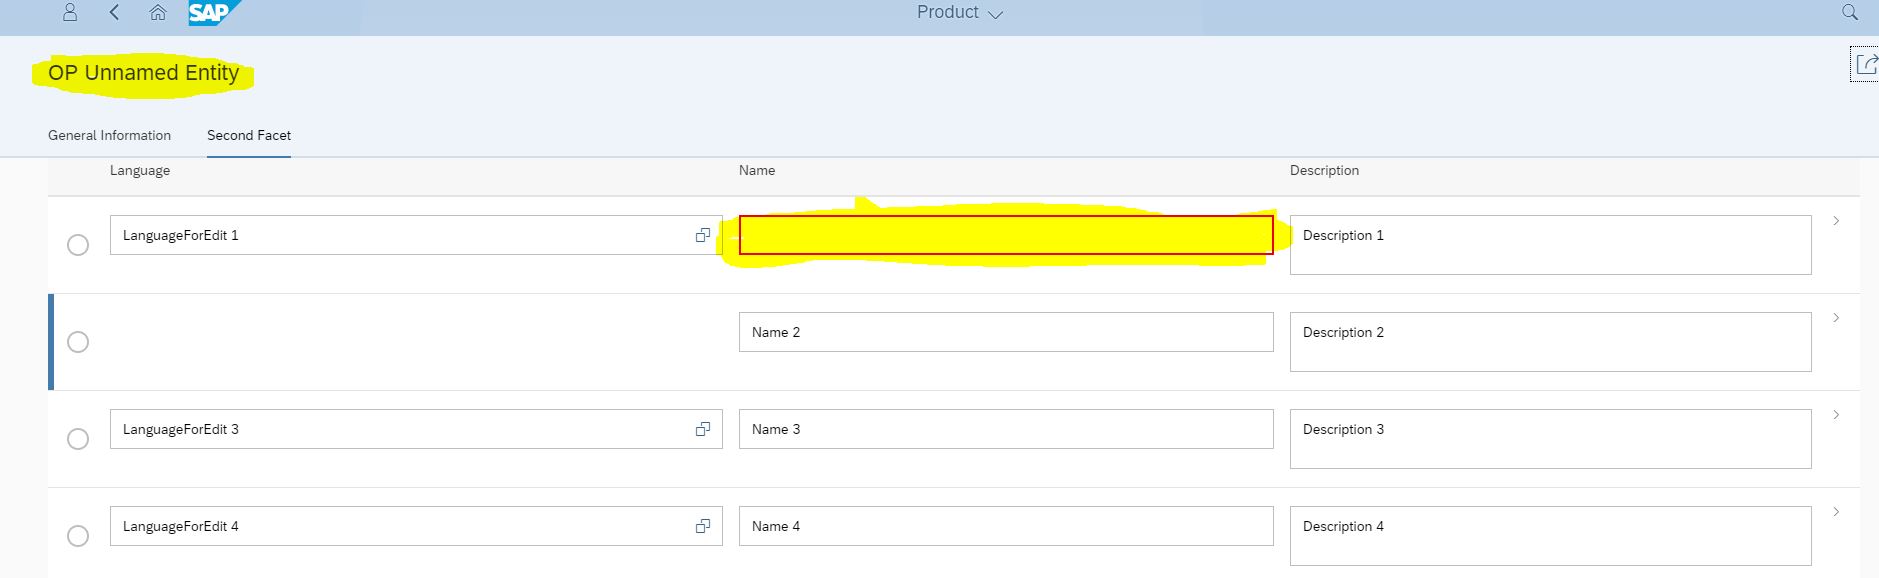 SAP
Product
OP Unnamed Entity
General Information Second Facet
Language Name Description
LanguageForEdit 1 Description 1
Name 2 Description 2
LanguageForEdit 3 Name 3 Description 3
LanguageForEdit 4 Name 4 Description 4